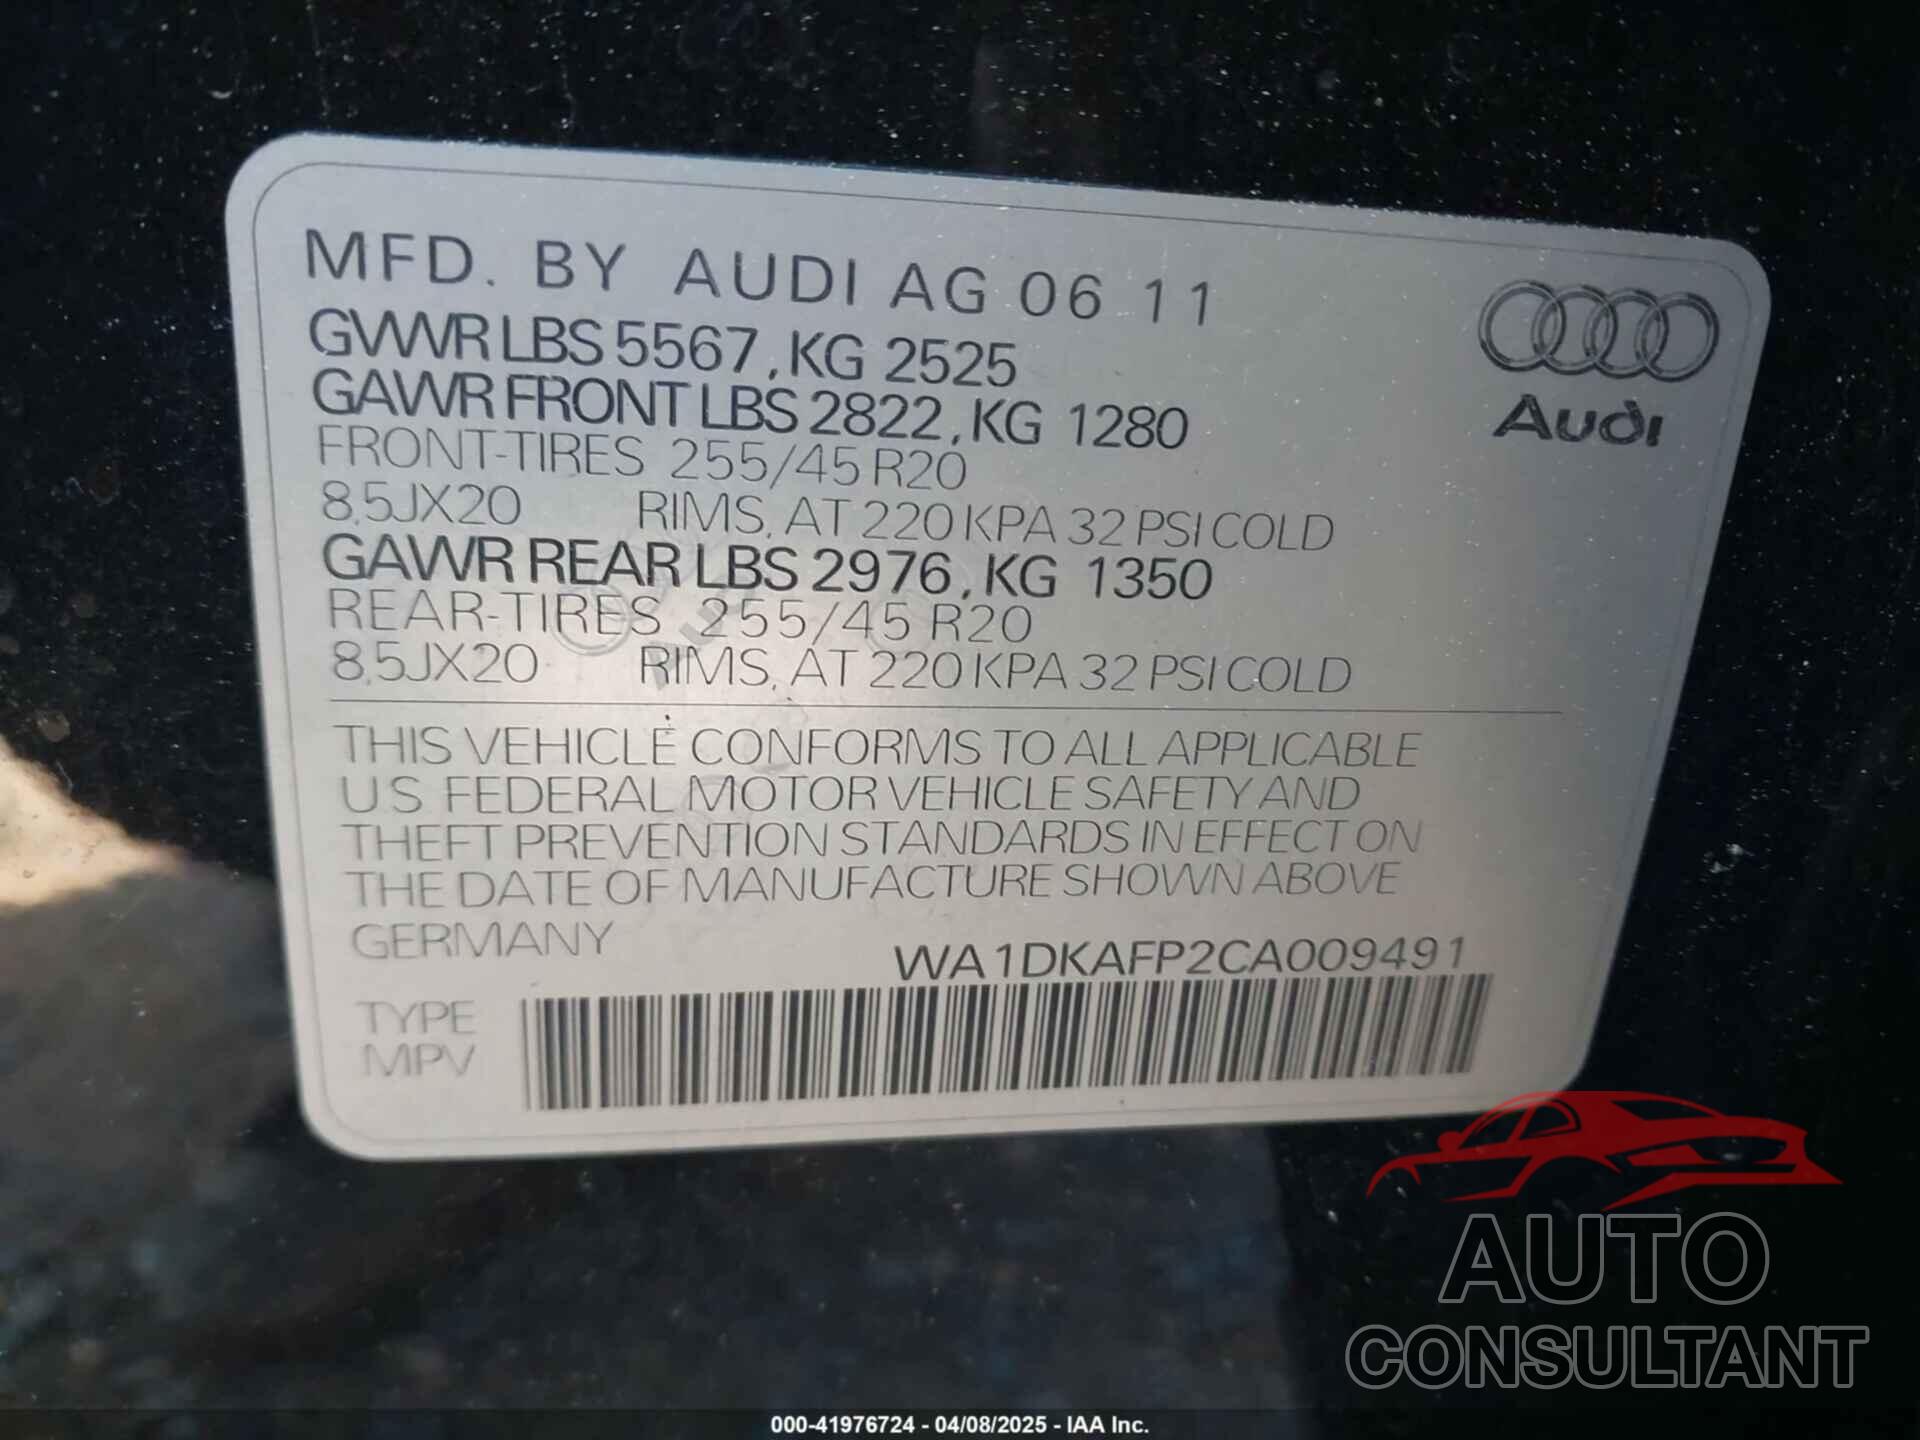 MFD. BY AUDI AG 06 11
GVWR LBS 5567, KG 2525
GAWR FRONT LBS 2822, KG 1280
FRONT-TIRES 255/45 R20
8,5JX20 RIMS, AT 220 KPA 32 PSI COLD
GAWR REAR LBS 2976, KG 1350
REAR-TIRES 255/45 R20
8,5JX20 RIMS, AT 220 KPA 32 PSI COLD
Audi
THIS VEHICLE CONFORMS TO ALL APPLICABLE
U.S. FEDERAL MOTOR VEHICLE SAFETY AND
THEFT PREVENTION STANDARDS IN EFFECT ON
THE DATE OF MANUFACTURE SHOWN ABOVE
GERMANY
WA1DKAFP2CA009491
TYPE
MPV
AUTO
CONSULTANT
000-41976724 - 04/08/2025 - IAA Inc.